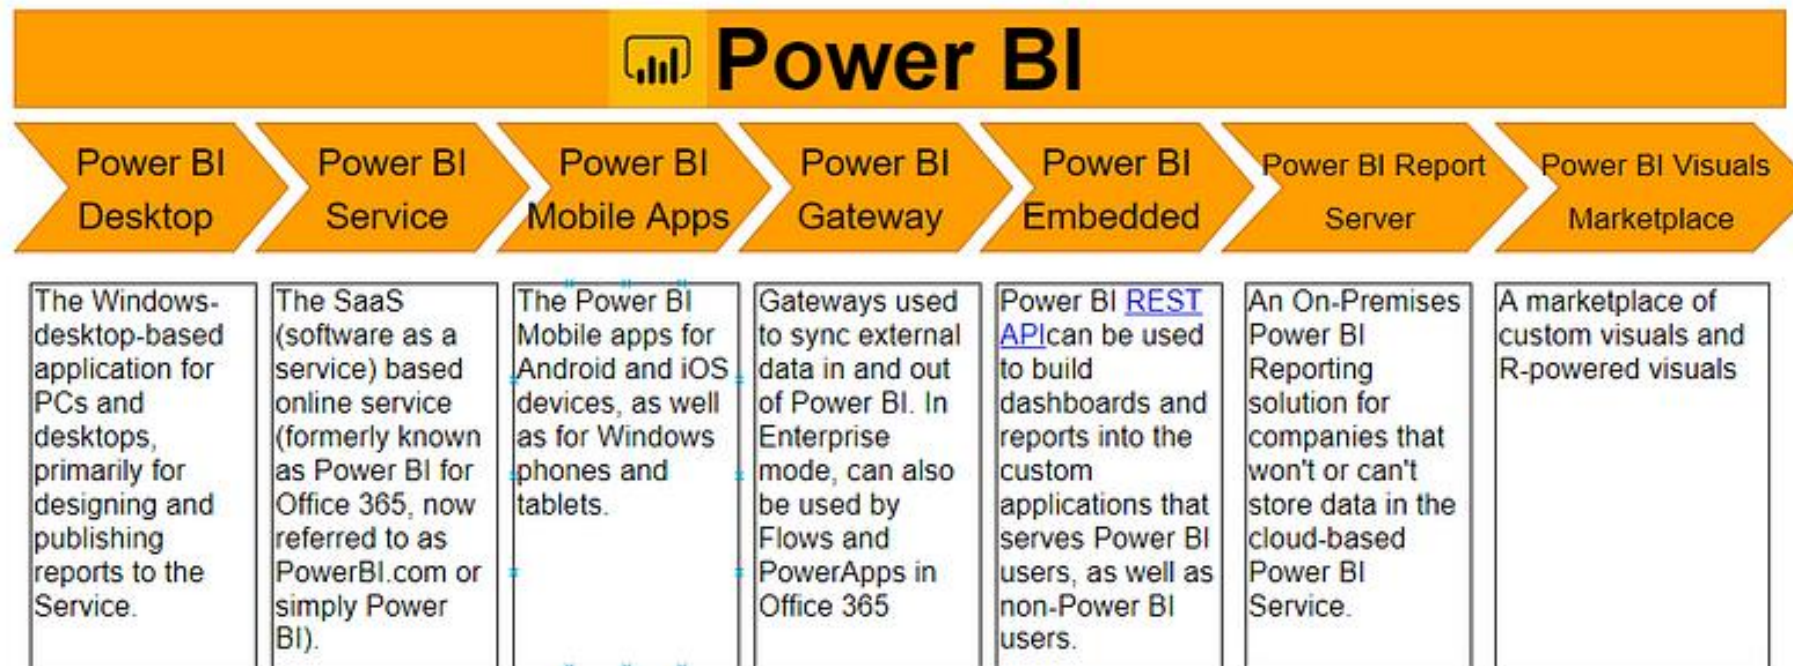 Power BI
Power BI
Desktop
Power BI
Service
Power BI
Mobile Apps
Power BI
Gateway
Power BI
Embedded
Power BI Report
Server
Power BI Visuals
Marketplace
The Windows-
desktop-based
application for
PCs and
desktops,
primarily for
designing and
publishing
reports to the
Service.
The SaaS
(software as a
service) based
online service
(formerly known
as Power BI for
Office 365, now
referred to as
PowerBI.com or
simply Power
BI).
The Power BI
Mobile apps for
Android and iOS
devices, as well
as for Windows
phones and
tablets.
Gateways used
to sync external
data in and out
of Power BI. In
Enterprise
mode, can also
be used by
Flows and
PowerApps in
Office 365
Power BI REST
APIcan be used
to build
dashboards and
reports into the
custom
applications that
serves Power BI
users, as well as
non-Power BI
users.
An On-Premises
Power BI
Reporting
solution for
companies that
won't or can't
store data in the
cloud-based
Power BI
Service.
A marketplace of
custom visuals and
R-powered visuals